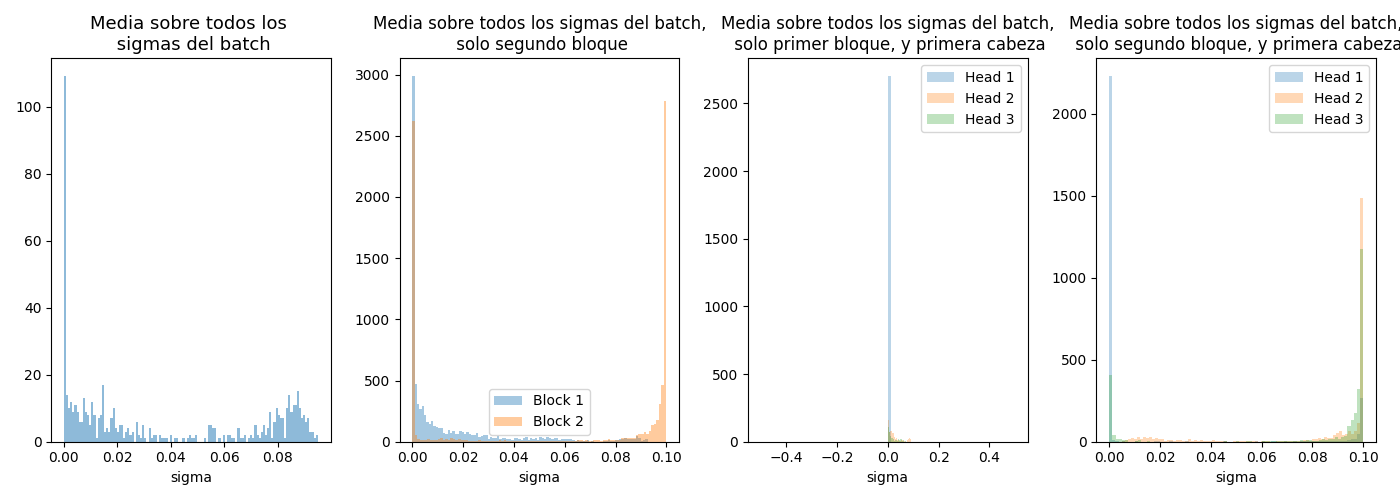 Media sobre todos los
sigmas del batch
100
80
60
40
20
0
0.00 0.02 0.04 0.06 0.08
sigma
Media sobre todos los sigmas del batch,
solo segundo bloque
3000
2500
2000
1500
1000
500
0
Block 1
Block 2
0.00 0.02 0.04 0.06 0.08 0.10
sigma
Media sobre todos los sigmas del batch,
solo primer bloque, y primera cabeza
2500
2000
1500
1000
500
0
Head 1
Head 2
Head 3
−0.4 −0.2 0.0 0.2 0.4
sigma
Media sobre todos los sigmas del batch,
solo segundo bloque, y primera cabeza
2000
1500
1000
500
0
Head 1
Head 2
Head 3
0.00 0.02 0.04 0.06 0.08 0.10
sigma